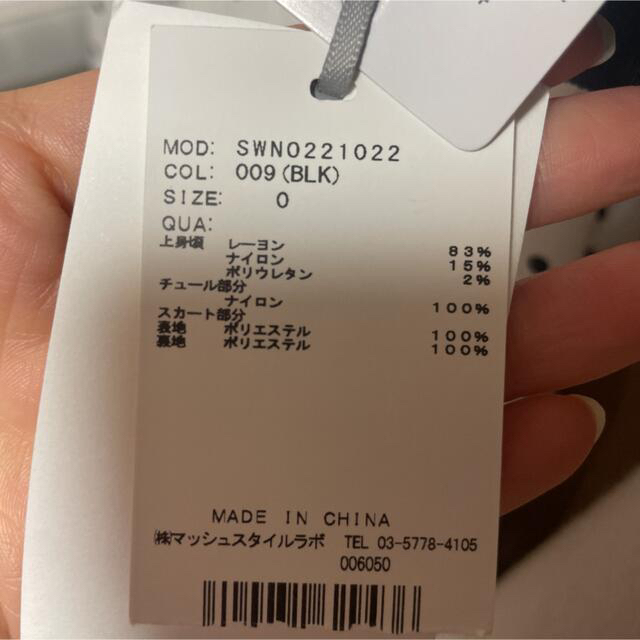 MOD: SWN0221022
COL: 009(BLK)
SIZE: 0
QUA:
上身頃 レーヨン 83%
ナイロン 15%
ポリウレタン 2%
チュール部分
ナイロン 100%
スカート部分
表地 ポリエステル 100%
裏地 ポリエステル 100%
MADE IN CHINA
㈱マッシュスタイルラボ TEL 03-5778-4105
006050